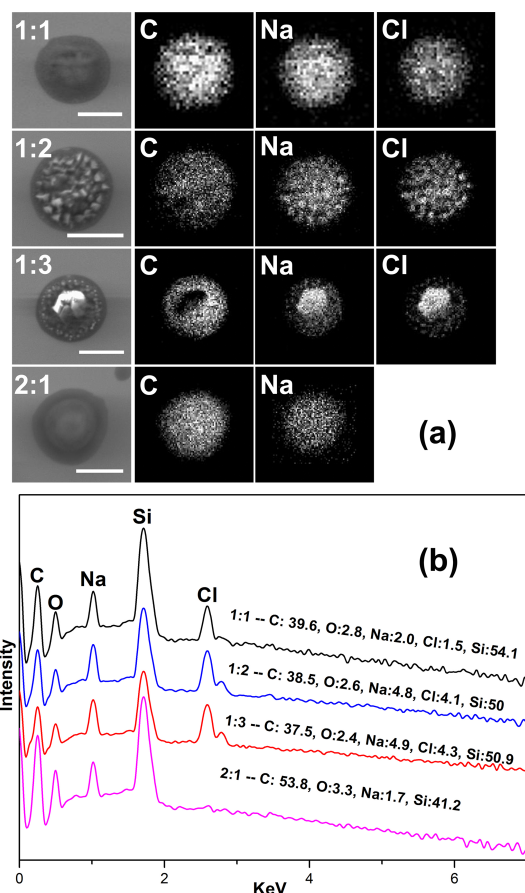 1:1 C Na Cl
1:2 C Na Cl
1:3 C Na Cl
2:1 C Na
(a)
(b)
Si
C
O
Na
Cl
1:1 -- C: 39.6, O:2.8, Na:2.0, Cl:1.5, Si:54.1
1:2 -- C: 38.5, O:2.6, Na:4.8, Cl:4.1, Si:50
1:3 -- C: 37.5, O:2.4, Na:4.9, Cl:4.3, Si:50.9
2:1 -- C: 53.8, O:3.3, Na:1.7, Si:41.2
Intensity
0 2 4 6
KeV